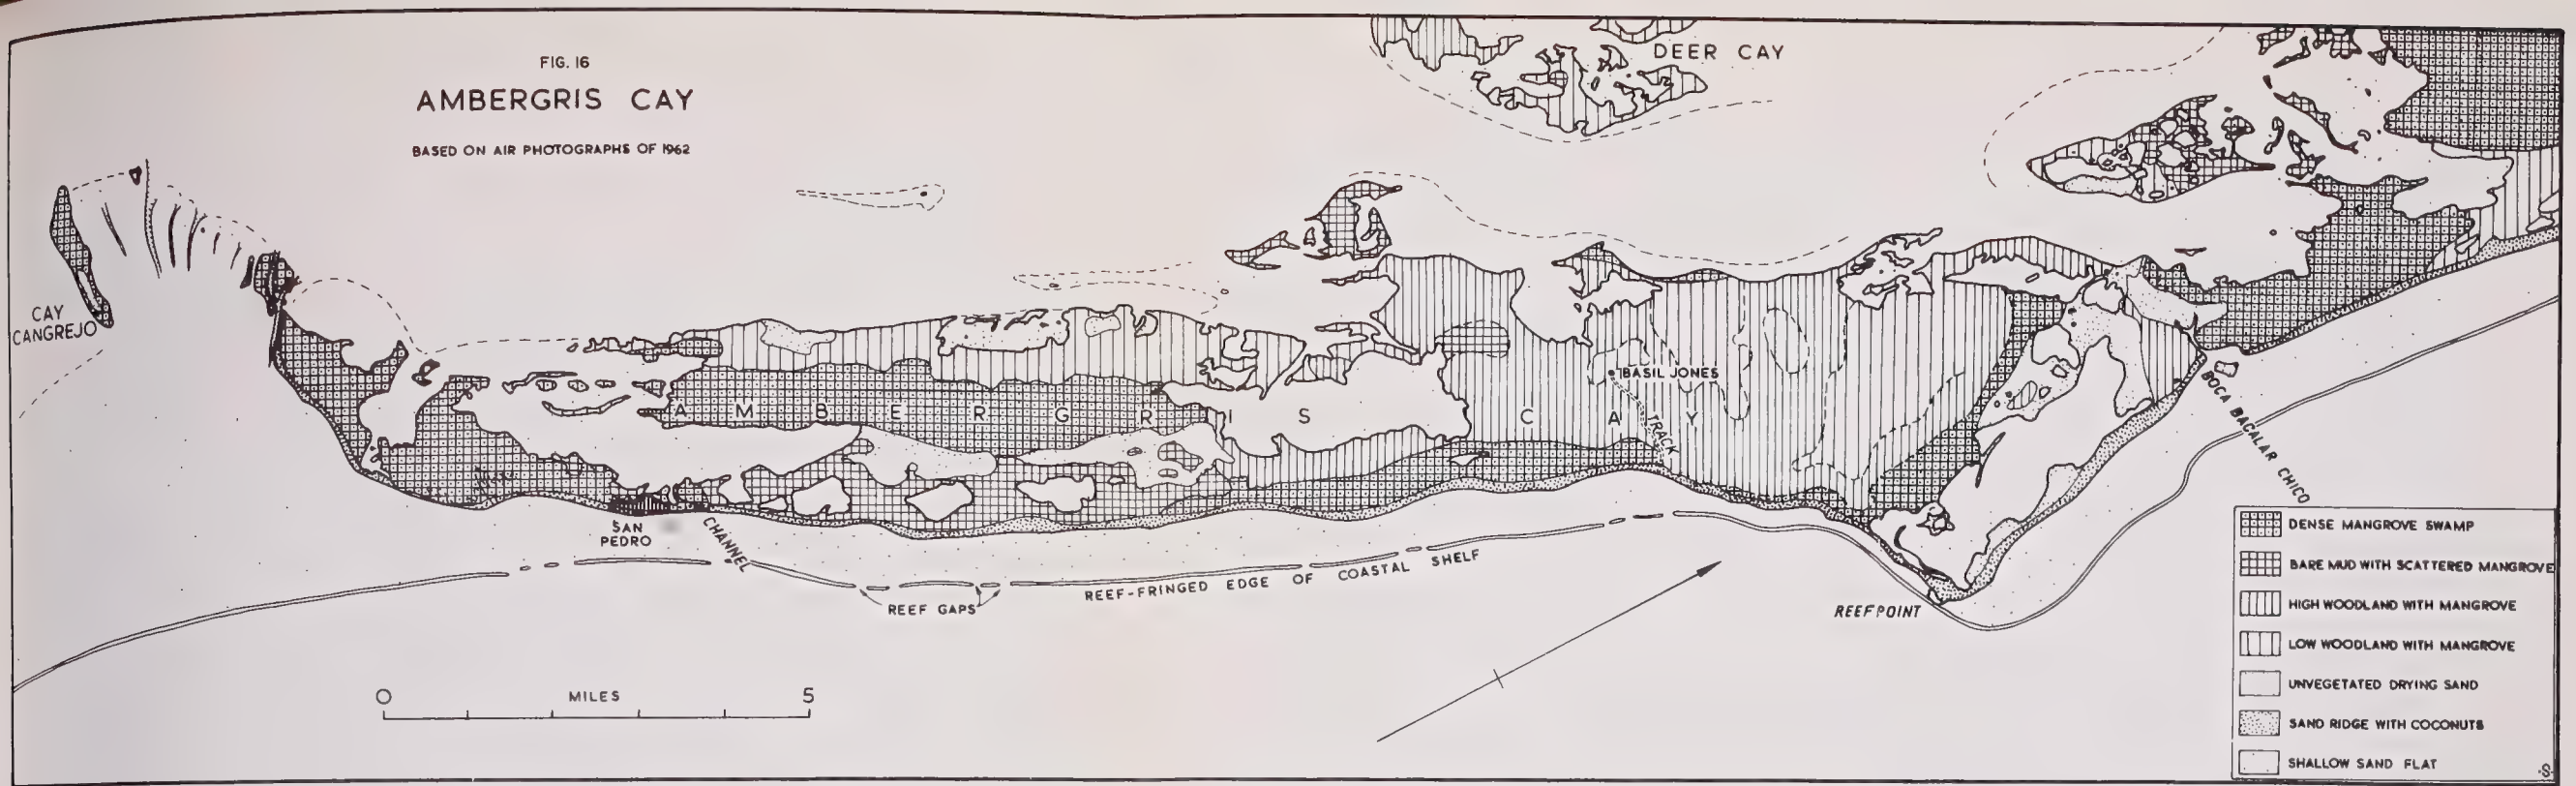 FIG. 16
AMBERGRIS CAY
BASED ON AIR PHOTOGRAPHS OF 1962
DEER CAY
CAY
CANGREJO
BASIL JONES
TRACK
AMBERGRIS CAY
BOCA BACALAR CHICO
SAN
PEDRO
CHANNEL
REEF GAPS
REEF-FRINGED EDGE OF COASTAL SHELF
REEF POINT
0 MILES 5
DENSE MANGROVE SWAMP
BARE MUD WITH SCATTERED MANGROVE
HIGH WOODLAND WITH MANGROVE
LOW WOODLAND WITH MANGROVE
UNVEGETATED DRYING SAND
SAND RIDGE WITH COCONUTS
SHALLOW SAND FLAT
·S·